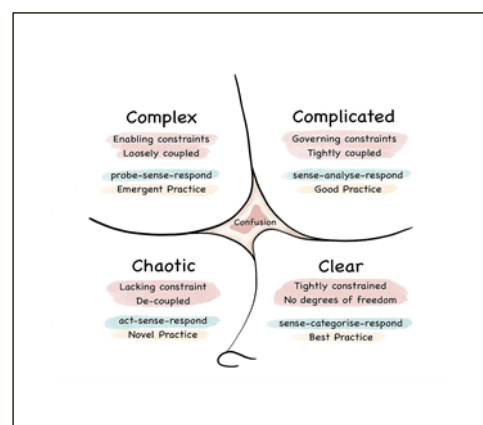 Complex
Enabling constraints
Loosely coupled
probe-sense-respond
Emergent Practice
Complicated
Governing constraints
Tightly coupled
sense-analyse-respond
Good Practice
Confusion
Chaotic
Lacking constraint
De-coupled
act-sense-respond
Novel Practice
Clear
Tightly constrained
No degrees of freedom
sense-categorise-respond
Best Practice